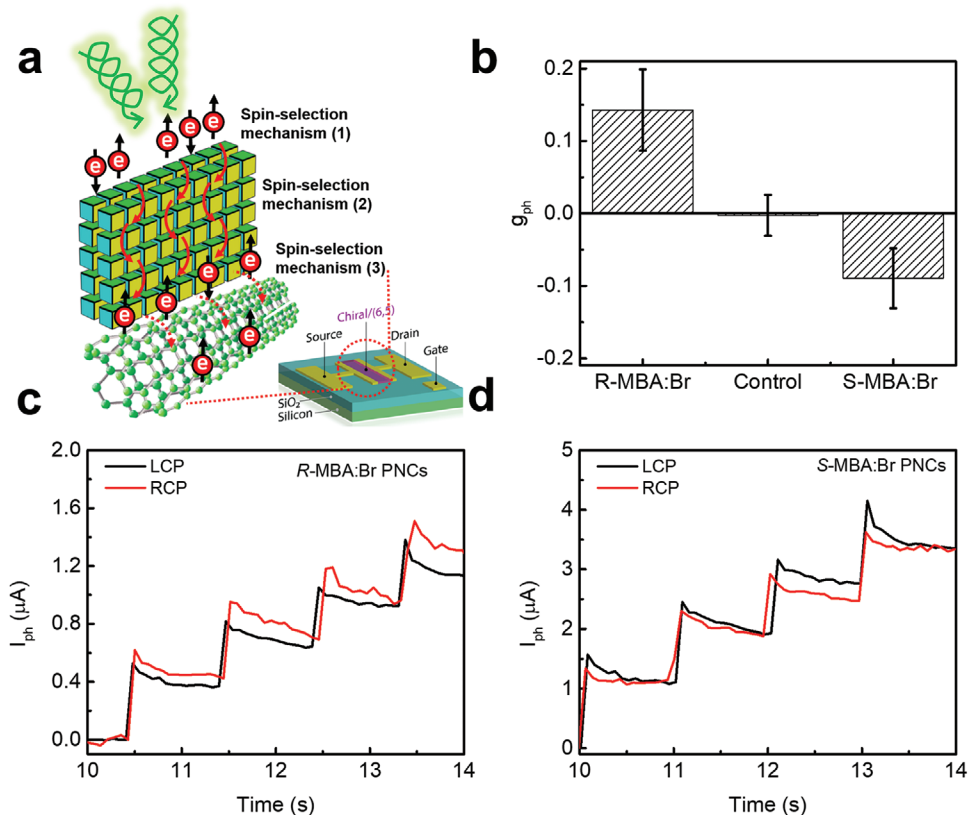 a
Spin-selection
mechanism (1)
e
e
e
e
e
Spin-selection
mechanism (2)
Spin-selection
mechanism (3)
e
e
e
e
e
e
Chiral/(6,5)
Source
Drain
Gate
SiO₂
Silicon
b
g_ph
0.2
0.1
0.0
-0.1
-0.2
R-MBA:Br Control S-MBA:Br
c
LCP
RCP
R-MBA:Br PNCs
I_ph (μA)
2.0
1.6
1.2
0.8
0.4
0.0
10 11 12 13 14
Time (s)
d
LCP
RCP
S-MBA:Br PNCs
I_ph (μA)
5
4
3
2
1
0
10 11 12 13 14
Time (s)